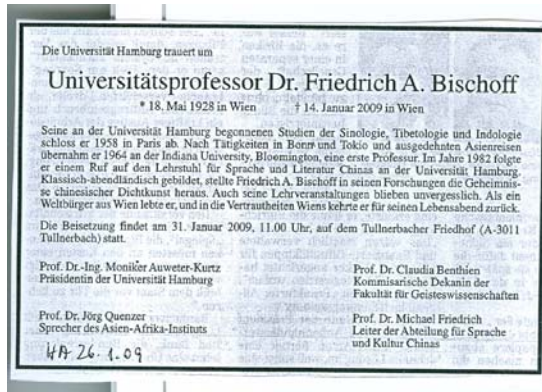 Die Universität Hamburg trauert um
Universitätsprofessor Dr. Friedrich A. Bischoff
* 18. Mai 1928 in Wien † 14. Januar 2009 in Wien
Seine an der Universität Hamburg begonnenen Studien der Sinologie, Tibetologie und Indologie
schloss er 1958 in Paris ab. Nach Tätigkeiten in Bonn und Tokio und ausgedehnten Asienreisen
übernahm er 1964 an der Indiana University, Bloomington, eine erste Professur. Im Jahre 1982 folgte
er einem Ruf auf den Lehrstuhl für Sprache und Literatur Chinas an der Universität Hamburg.
Klassisch-abendländisch gebildet, stellte Friedrich A. Bischoff in seinen Forschungen die Geheimnis-
se chinesischer Dichtkunst heraus. Auch seine Lehrveranstaltungen blieben unvergesslich. Als ein
Weltbürger aus Wien lebte er, und in die Vertrautheiten Wiens kehrte er für seinen Lebensabend zurück.
Die Beisetzung findet am 31. Januar 2009, 11.00 Uhr, auf dem Tullnerbacher Friedhof (A-3011
Tullnerbach) statt.
Prof. Dr.-Ing. Monika Auweter-Kurtz
Präsidentin der Universität Hamburg
Prof. Dr. Claudia Benthien
Kommisarische Dekanin der
Fakultät für Geisteswissenschaften
Prof. Dr. Jörg Quenzer
Sprecher des Asien-Afrika-Instituts
Prof. Dr. Michael Friedrich
Leiter der Abteilung für Sprache
und Kultur Chinas
HA 26.1.09